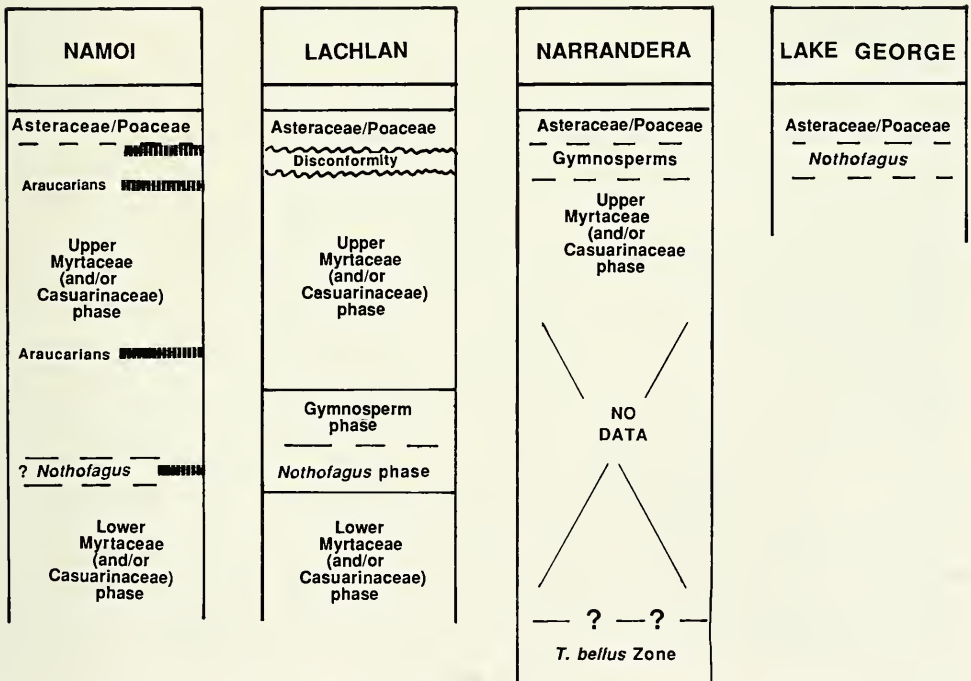 NAMOI
Asteraceae/Poaceae
Araucarians
Upper
Myrtaceae
(and/or
Casuarinaceae)
phase
Araucarians
? Nothofagus
Lower
Myrtaceae
(and/or
Casuarinaceae)
phase
LACHLAN
Asteraceae/Poaceae
Disconformity
Upper
Myrtaceae
(and/or
Casuarinaceae)
phase
Gymnosperm
phase
Nothofagus phase
Lower
Myrtaceae
(and/or
Casuarinaceae)
phase
NARRANDERA
Asteraceae/Poaceae
Gymnosperms
Upper
Myrtaceae
(and/or
Casuarinaceae
phase
NO
DATA
? ?
T. bellus Zone
LAKE GEORGE
Asteraceae/Poaceae
Nothofagus